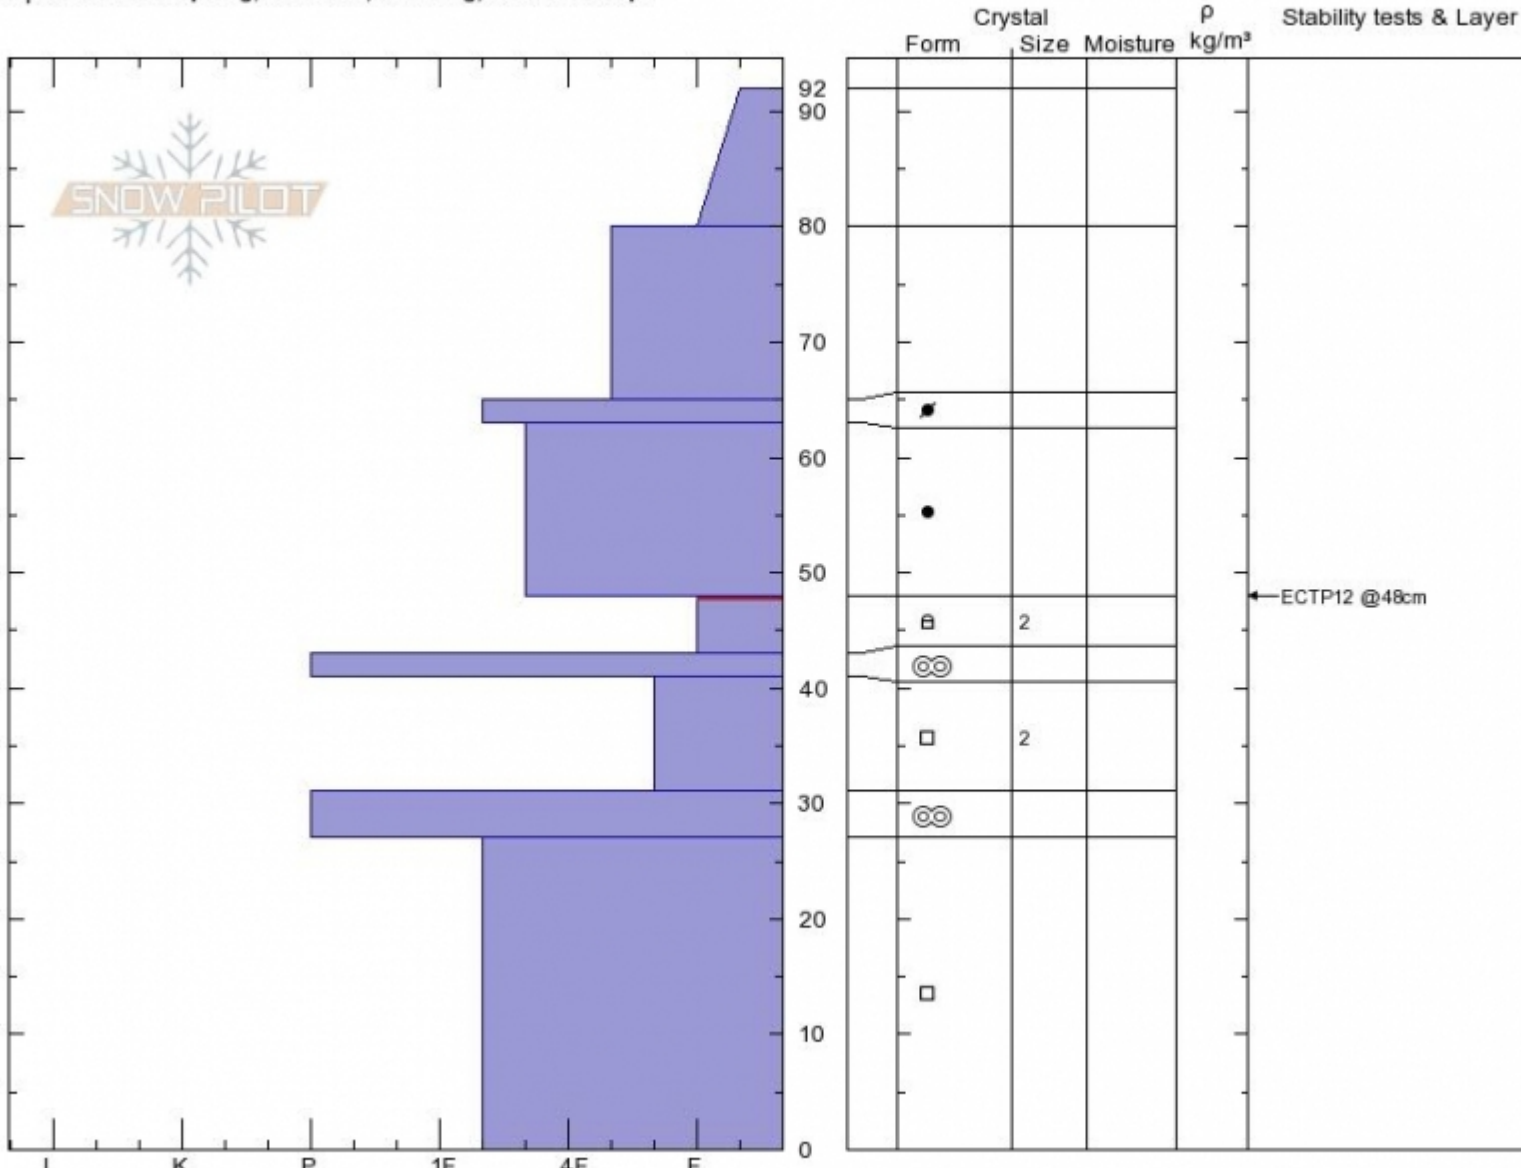 Crystal
ρ
Stability tests & Layer
Form
Size
Moisture
kg/m³
92
90
SNOW PILOT
80
70
60
50
ECTP12 @48cm
2
40
2
30
20
10
0
I K P 1F 4F F